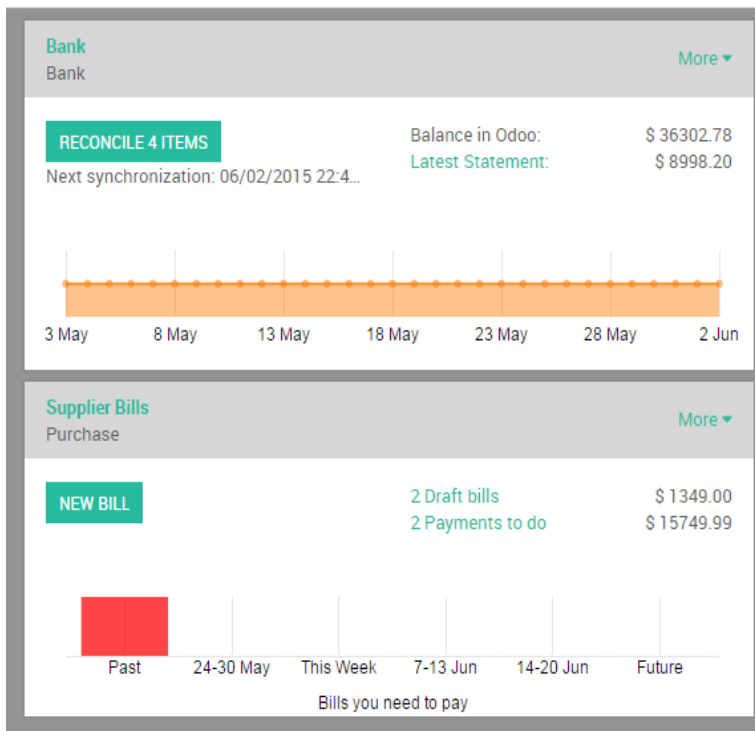 Bank
Bank
More
RECONCILE 4 ITEMS
Balance in Odoo: $ 36302.78
Next synchronization: 06/02/2015 22:4...
Latest Statement: $ 8998.20
3 May 8 May 13 May 18 May 23 May 28 May 2 Jun
Supplier Bills
Purchase
More
NEW BILL
2 Draft bills $ 1349.00
2 Payments to do $ 15749.99
Past 24-30 May This Week 7-13 Jun 14-20 Jun Future
Bills you need to pay